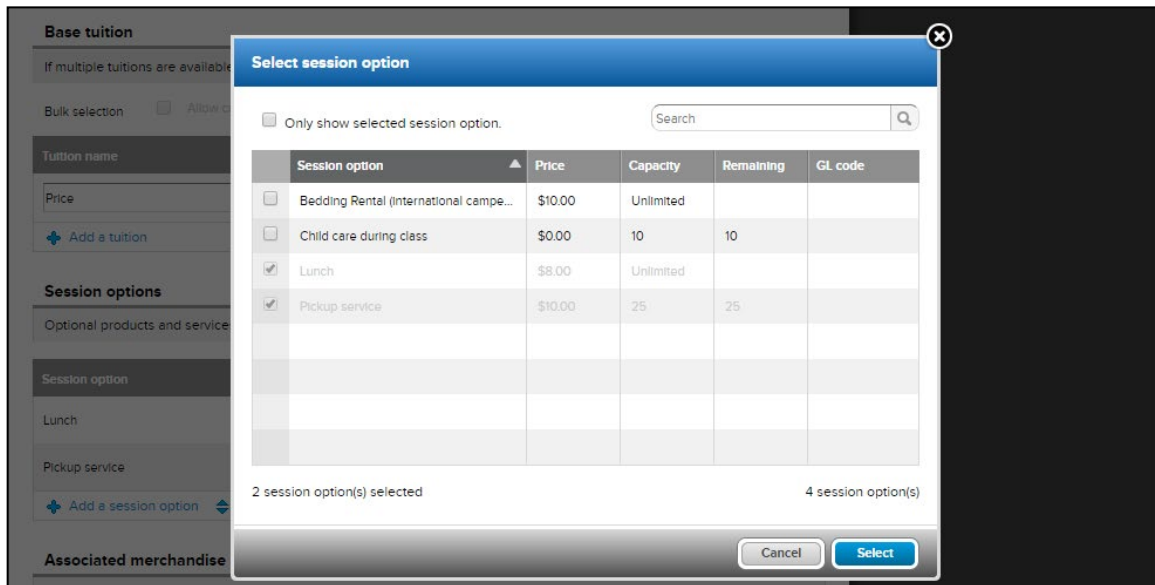 Base tuition
If multiple tuitions are available
Bulk selection Allow
Tuition name
Price
Add a tuition
Session options
Optional products and service
Session option
Lunch
Pickup service
Add a session option
Associated merchandise
Select session option
Only show selected session option.
Search
Session option Price Capacity Remaining GL code
Bedding Rental (International campe... $10.00 Unlimited
Child care during class $0.00 10 10
Lunch $8.00 Unlimited
Pickup service $10.00 25 25
2 session option(s) selected 4 session option(s)
Cancel Select